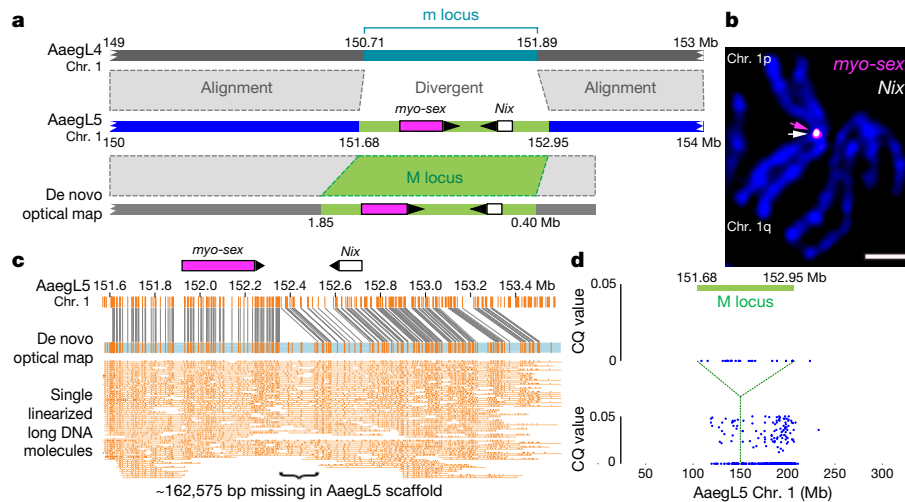 a
m locus
149
150.71
151.89
153 Mb
AaegL4
Chr. 1
Alignment
Divergent
Alignment
myo-sex
Nix
AaegL5
Chr. 1
150
151.68
152.95
154 Mb
M locus
De novo
optical map
1.85
0.40 Mb
b
Chr. 1p
myo-sex
Nix
Chr. 1q
c
myo-sex
Nix
AaegL5
Chr. 1
151.6
151.8
152.0
152.2
152.4
152.6
152.8
153.0
153.2
153.4 Mb
De novo
optical map
Single
linearized
long DNA
molecules
~162,575 bp missing in AaegL5 scaffold
d
151.68
152.95 Mb
M locus
0.05
CQ value
0
0.05
CQ value
0
50
100
150
200
250
300
AaegL5 Chr. 1 (Mb)